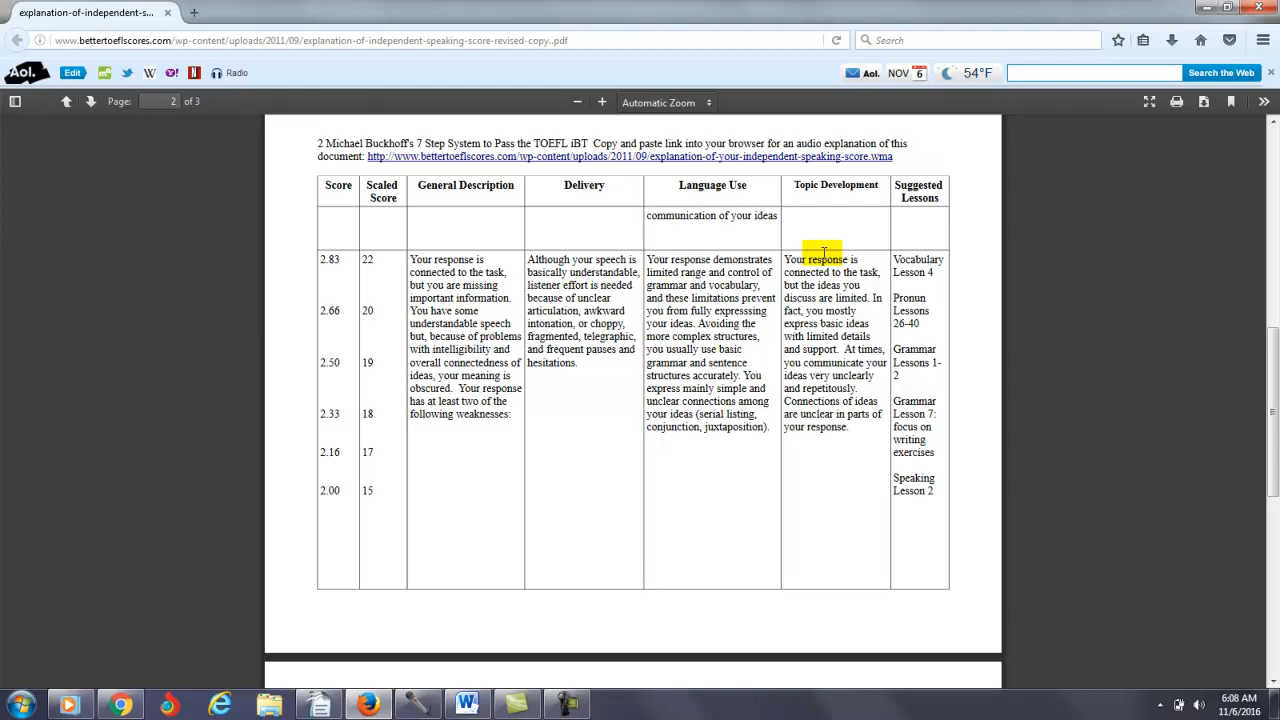 explanation-of-independent-s...
www.bettertoeflscores.com/wp-content/uploads/2011/09/explanation-of-independent-speaking-score-revised-copy..pdf
Search
Aol.
Edit
Radio
Aol.
NOV 6
54°F
Search the Web
Page: 2 of 3
Automatic Zoom
2 Michael Buckhoff's 7 Step System to Pass the TOEFL iBT Copy and paste link into your browser for an audio explanation of this
document: http://www.bettertoeflscores.com/wp-content/uploads/2011/09/explanation-of-your-independent-speaking-score.wma
Score
Scaled
Score
General Description
Delivery
Language Use
Topic Development
Suggested
Lessons
communication of your ideas
2.83
2.66
2.50
2.33
2.16
2.00
22
20
19
18
17
15
Your response is
connected to the task,
but you are missing
important information.
You have some
understandable speech
but, because of problems
with intelligibility and
overall connectedness of
ideas, your meaning is
obscured. Your response
has at least two of the
following weaknesses:
Although your speech is
basically understandable,
listener effort is needed
because of unclear
articulation, awkward
intonation, or choppy,
fragmented, telegraphic,
and frequent pauses and
hesitations.
Your response demonstrates
limited range and control of
grammar and vocabulary,
and these limitations prevent
you from fully expresssing
your ideas. Avoiding the
more complex structures,
you usually use basic
grammar and sentence
structures accurately. You
express mainly simple and
unclear connections among
your ideas (serial listing,
conjunction, juxtaposition).
Your response is
connected to the task,
but the ideas you
discuss are limited. In
fact, you mostly
express basic ideas
with limited details
and support. At times,
you communicate your
ideas very unclearly
and repetitously.
Connections of ideas
are unclear in parts of
your response.
Vocabulary
Lesson 4
Pronun
Lessons
26-40
Grammar
Lessons 1-
2
Grammar
Lesson 7:
focus on
writing
exercises
Speaking
Lesson 2
6:08 AM
11/6/2016